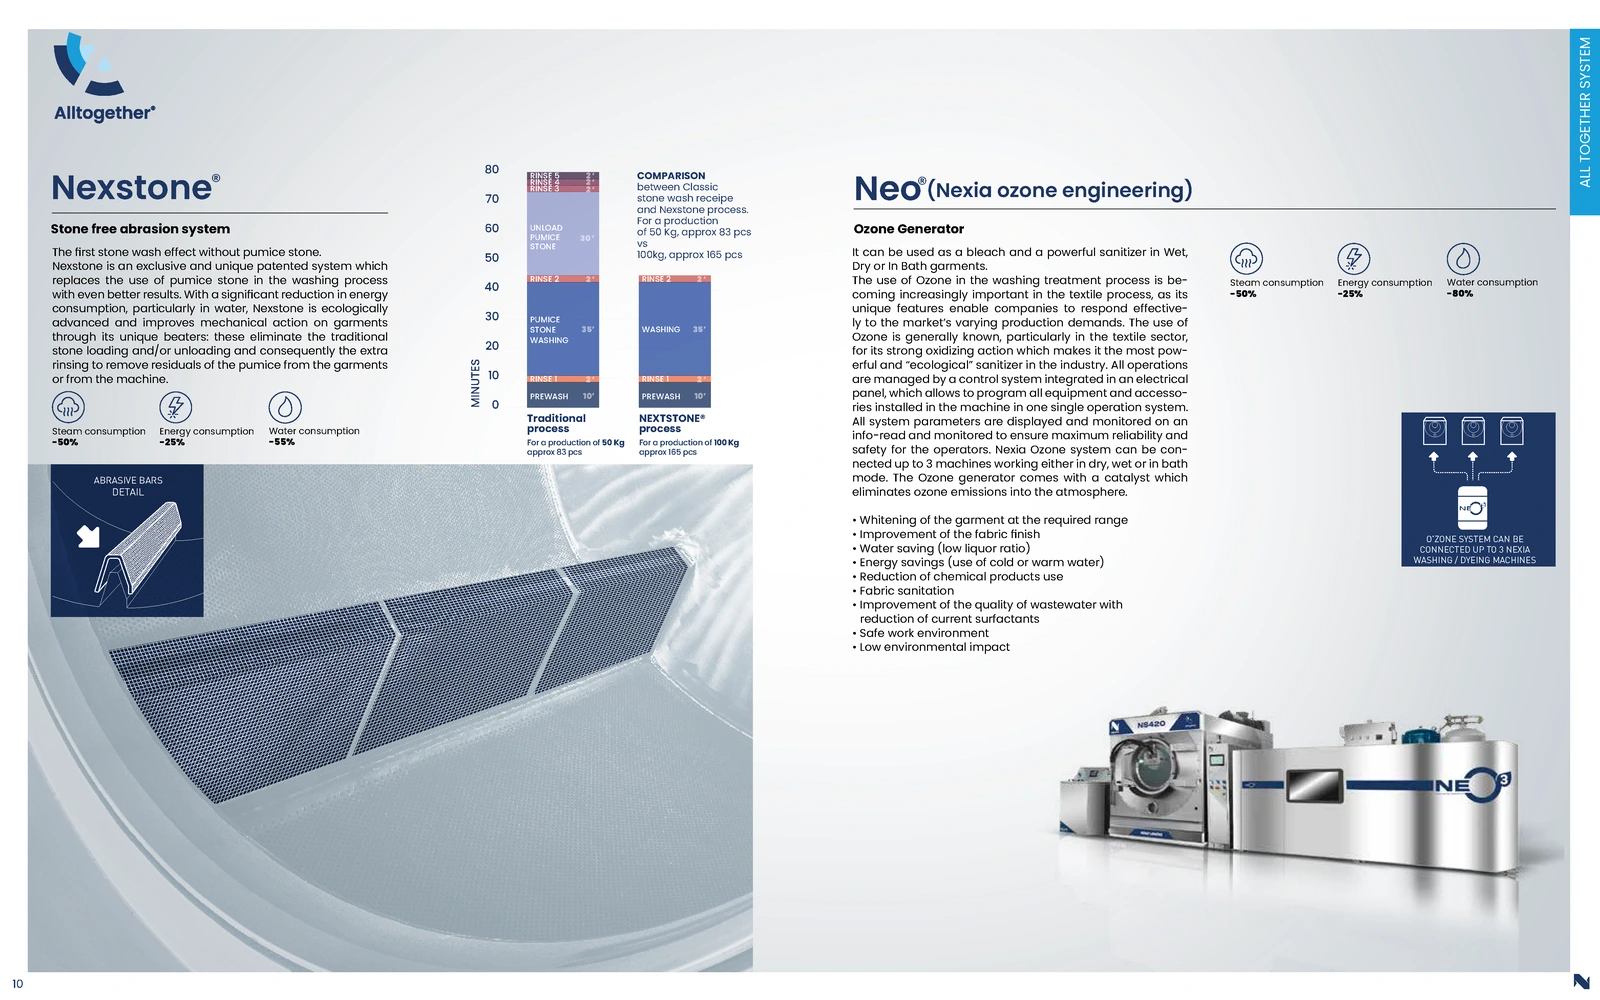 Alltogether®
Nexstone®
Stone free abrasion system
The first stone wash effect without pumice stone.
Nexstone is an exclusive and unique patented system which
replaces the use of pumice stone in the washing process
with even better results. With a significant reduction in energy
consumption, particularly in water, Nexstone is ecologically
advanced and improves mechanical action on garments
through its unique beaters: these eliminate the traditional
stone loading and/or unloading and consequently the extra
rinsing to remove residuals of the pumice from the garments
or from the machine.
Steam consumption
-50%
Energy consumption
-25%
Water consumption
-55%
MINUTES
80
70
60
50
40
30
20
10
0
RINSE 5 2'
RINSE 4 2'
RINSE 3 2'
UNLOAD
PUMICE
STONE
30'
RINSE 2 2'
PUMICE
STONE
WASHING
35'
RINSE 1 2'
PREWASH 10'
Traditional
process
For a production of 50 Kg
approx 83 pcs
COMPARISON
between Classic
stone wash receipe
and Nexstone process.
For a production
of 50 Kg, approx 83 pcs
vs
100kg, approx 165 pcs
RINSE 2 2'
WASHING 35'
RINSE 1 2'
PREWASH 10'
NEXTSTONE®
process
For a production of 100 Kg
approx 165 pcs
ABRASIVE BARS
DETAIL
10
Neo® (Nexia ozone engineering)
Ozone Generator
It can be used as a bleach and a powerful sanitizer in Wet,
Dry or In Bath garments.
The use of Ozone in the washing treatment process is be-
coming increasingly important in the textile process, as its
unique features enable companies to respond effective-
ly to the market's varying production demands. The use of
Ozone is generally known, particularly in the textile sector,
for its strong oxidizing action which makes it the most pow-
erful and "ecological" sanitizer in the industry. All operations
are managed by a control system integrated in an electrical
panel, which allows to program all equipment and accesso-
ries installed in the machine in one single operation system.
All system parameters are displayed and monitored on an
info-read and monitored to ensure maximum reliability and
safety for the operators. Nexia Ozone system can be con-
nected up to 3 machines working either in dry, wet or in bath
mode. The Ozone generator comes with a catalyst which
eliminates ozone emissions into the atmosphere.
• Whitening of the garment at the required range
• Improvement of the fabric finish
• Water saving (low liquor ratio)
• Energy savings (use of cold or warm water)
• Reduction of chemical products use
• Fabric sanitation
• Improvement of the quality of wastewater with
reduction of current surfactants
• Safe work environment
• Low environmental impact
Steam consumption
-50%
Energy consumption
-25%
Water consumption
-80%
NEO3
O'ZONE SYSTEM CAN BE
CONNECTED UP TO 3 NEXIA
WASHING / DYEING MACHINES
NS420
NEO3
ALL TOGETHER SYSTEM